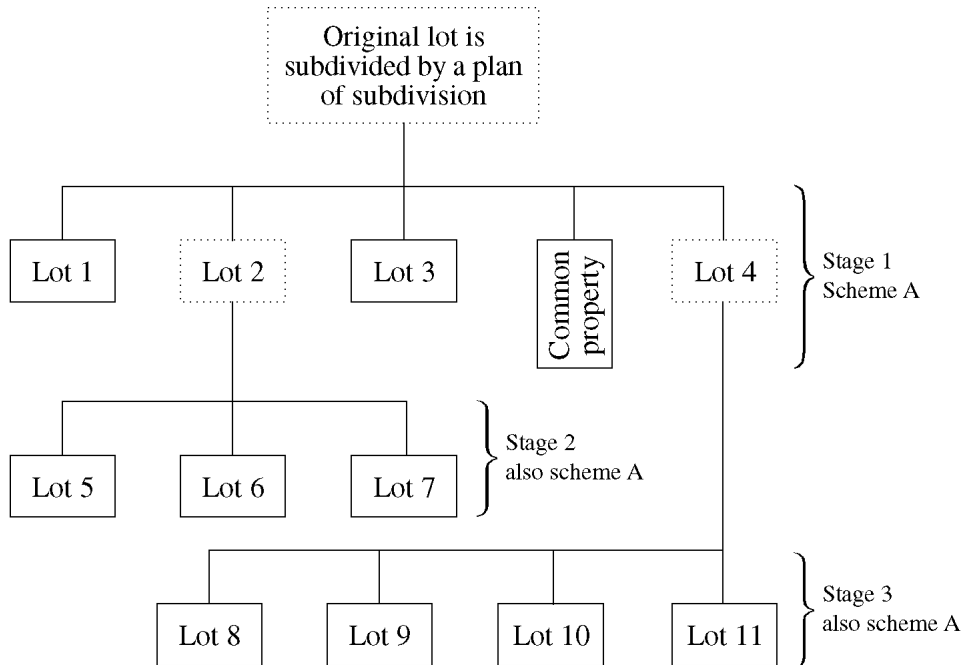 Original lot is
subdivided by a plan
of subdivision
Lot 1
Lot 2
Lot 3
Common
property
Lot 4
Stage 1
Scheme A
Lot 5
Lot 6
Lot 7
Stage 2
also scheme A
Lot 8
Lot 9
Lot 10
Lot 11
Stage 3
also scheme A